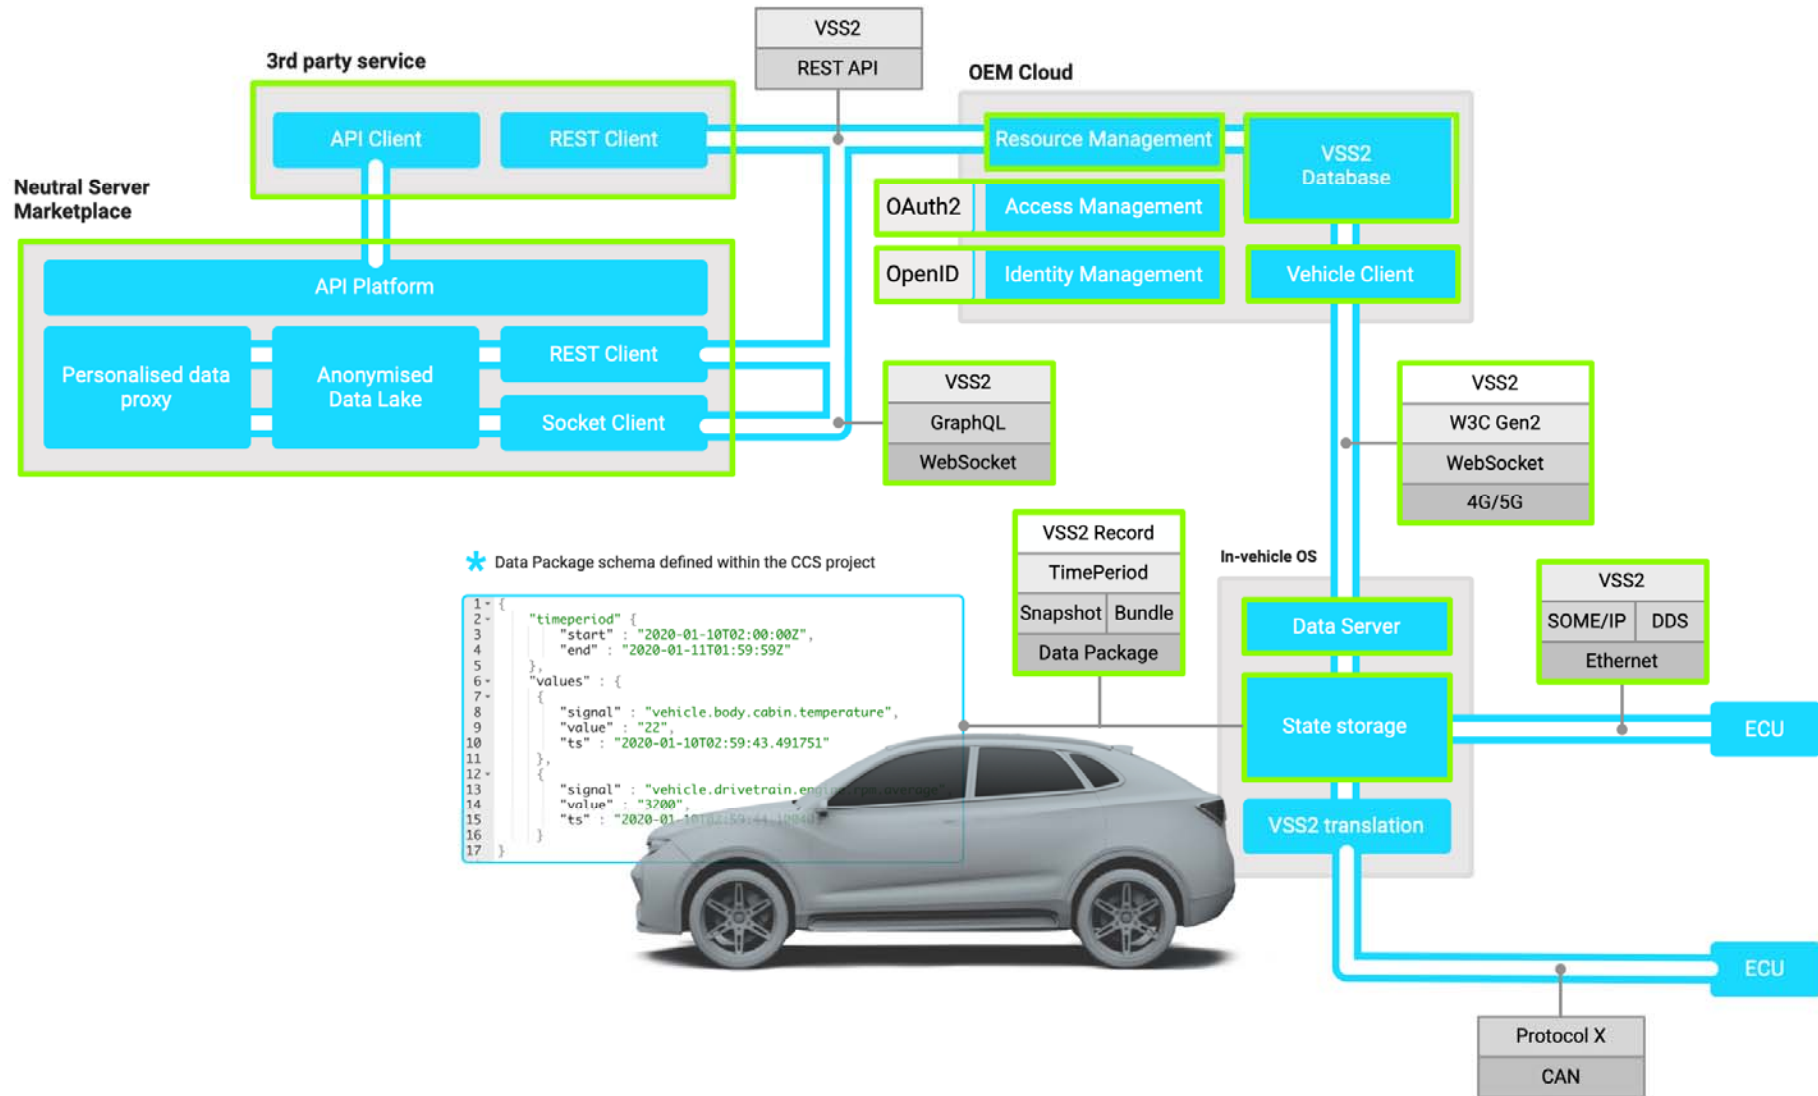 VSS2
REST API
3rd party service
API Client
REST Client
OEM Cloud
Resource Management
VSS2
Database
OAuth2
Access Management
OpenID
Identity Management
Vehicle Client
Neutral Server
Marketplace
API Platform
Personalised data
proxy
Anonymised
Data Lake
REST Client
Socket Client
VSS2
GraphQL
WebSocket
VSS2
W3C Gen2
WebSocket
4G/5G
VSS2 Record
TimePeriod
Snapshot
Bundle
Data Package
In-vehicle OS
Data Server
State storage
VSS2 translation
VSS2
SOME/IP
DDS
Ethernet
ECU
ECU
Protocol X
CAN
* Data Package schema defined within the CCS project
1 {
2 "timeperiod" {
3 "start" : "2020-01-10T02:00:00Z",
4 "end" : "2020-01-11T01:59:59Z"
5 },
6 "values" : {
7 {
8 "signal" : "vehicle.body.cabin.temperature",
9 "value" : "22",
10 "ts" : "2020-01-10T02:59:43.491751"
11 },
12 {
13 "signal" : "vehicle.drivetrain.engine.rpm.average",
14 "value" : "3200",
15 "ts" : "2020-01-10T02:59:44.
16 }
17 }